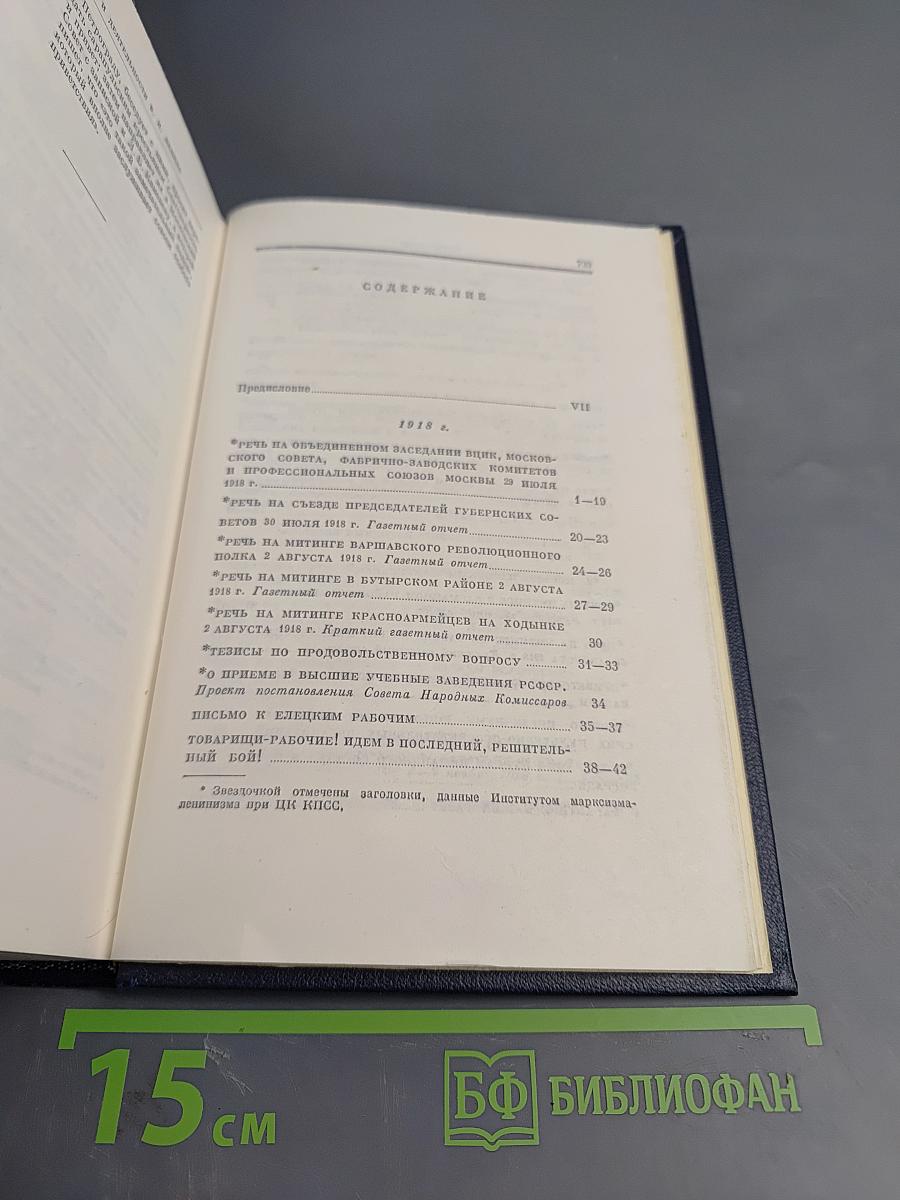 и деятельности В. И. Ленина
который вполне заслуживает
приветствия.
СОДЕРЖАНИЕ
Предисловие VII
1918 г.
*РЕЧЬ НА ОБЪЕДИНЕННОМ ЗАСЕДАНИИ ВЦИК, МОСКОВ-
СКОГО СОВЕТА, ФАБРИЧНО-ЗАВОДСКИХ КОМИТЕТОВ
И ПРОФЕССИОНАЛЬНЫХ СОЮЗОВ МОСКВЫ 29 ИЮЛЯ
1918 г. 1—19
*РЕЧЬ НА СЪЕЗДЕ ПРЕДСЕДАТЕЛЕЙ ГУБЕРНСКИХ СО-
ВЕТОВ 30 ИЮЛЯ 1918 г. Газетный отчет 20—23
*РЕЧЬ НА МИТИНГЕ ВАРШАВСКОГО РЕВОЛЮЦИОННОГО
ПОЛКА 2 АВГУСТА 1918 г. Газетный отчет 24—26
*РЕЧЬ НА МИТИНГЕ В БУТЫРСКОМ РАЙОНЕ 2 АВГУСТА
1918 г. Газетный отчет 27—29
*РЕЧЬ НА МИТИНГЕ КРАСНОАРМЕЙЦЕВ НА ХОДЫНКЕ
2 АВГУСТА 1918 г. Краткий газетный отчет 30
*ТЕЗИСЫ ПО ПРОДОВОЛЬСТВЕННОМУ ВОПРОСУ 31—33
*О ПРИЕМЕ В ВЫСШИЕ УЧЕБНЫЕ ЗАВЕДЕНИЯ РСФСР.
Проект постановления Совета Народных Комиссаров 34
ПИСЬМО К ЕЛЕЦКИМ РАБОЧИМ 35—37
ТОВАРИЩИ-РАБОЧИЕ! ИДЕМ В ПОСЛЕДНИЙ, РЕШИТЕЛЬ-
НЫЙ БОЙ! 38—42
* Звездочкой отмечены заголовки, данные Институтом марксизма-
ленинизма при ЦК КПСС.
15 см
БФ БИБЛИОФАН